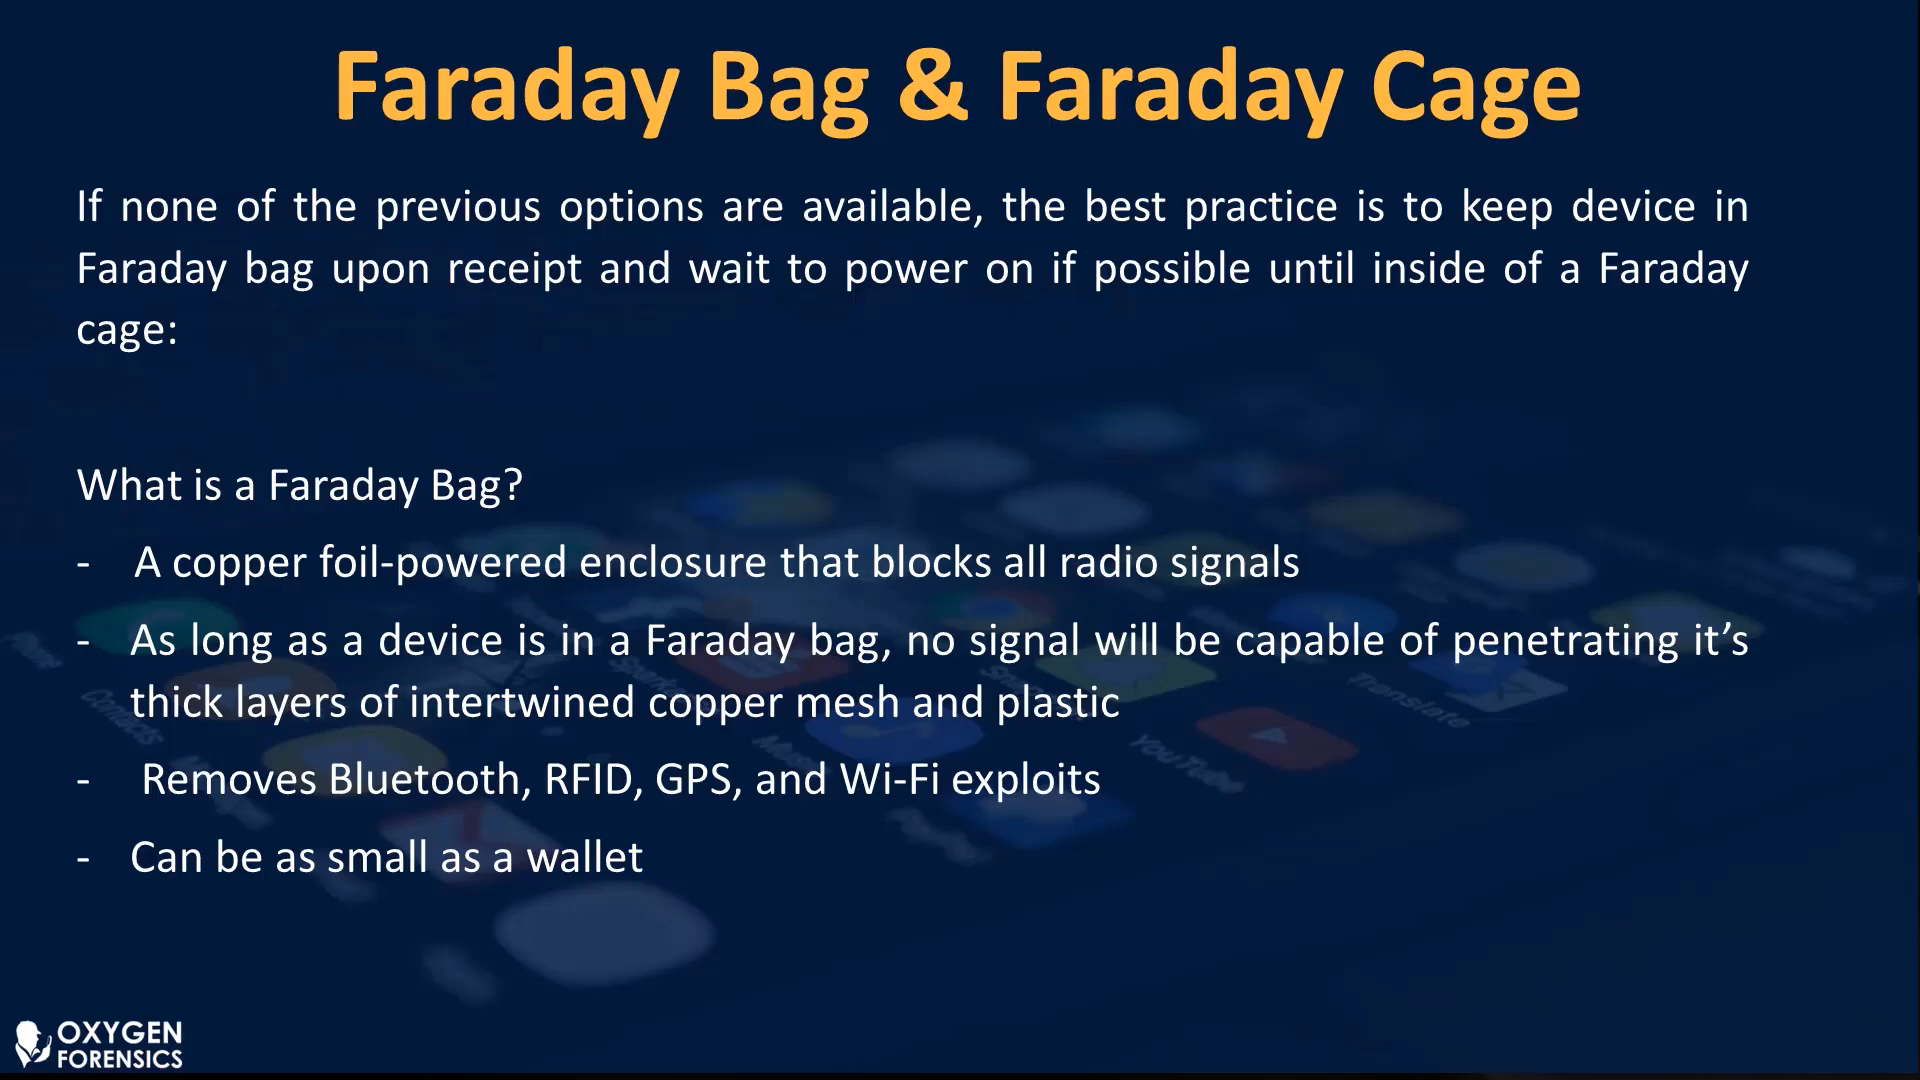 Faraday Bag & Faraday Cage
If none of the previous options are available, the best practice is to keep device in
Faraday bag upon receipt and wait to power on if possible until inside of a Faraday
cage:
What is a Faraday Bag?
- A copper foil-powered enclosure that blocks all radio signals
- As long as a device is in a Faraday bag, no signal will be capable of penetrating it’s
thick layers of intertwined copper mesh and plastic
- Removes Bluetooth, RFID, GPS, and Wi-Fi exploits
- Can be as small as a wallet
Phone
Contacts
Translate
YouTube
OXYGEN
FORENSICS